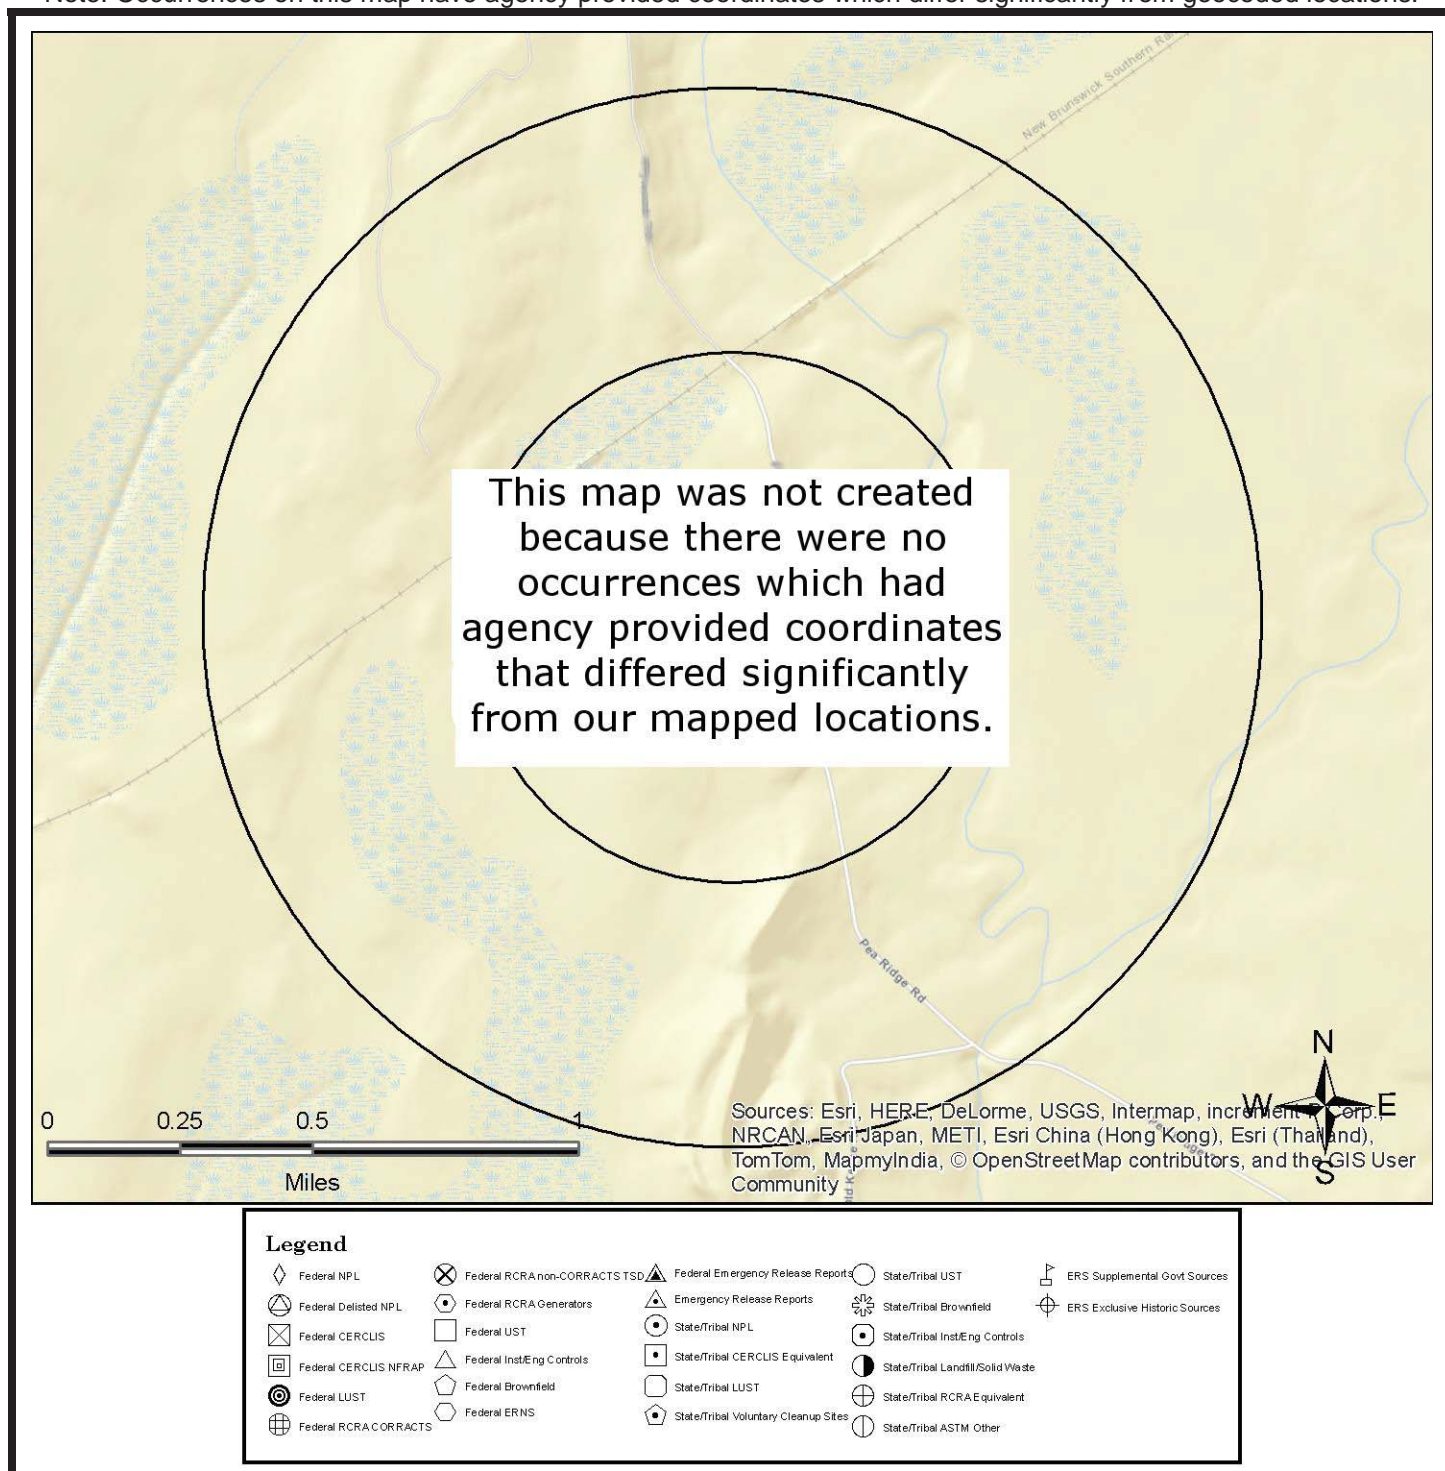 Note: Occurrences on this map have agency provided coordinates which differ significantly from geocoded locations.
New Brunswick Southern
This map was not created
because there were no
occurrences which had
agency provided coordinates
that differed significantly
from our mapped locations.
Pea Ridge Rd
N
W E
S
0 0.25 0.5 1
Miles
Sources: Esri, HERE, DeLorme, USGS, Intermap, increment P Corp.,
NRCAN, Esri Japan, METI, Esri China (Hong Kong), Esri (Thailand),
TomTom, MapmyIndia, © OpenStreetMap contributors, and the GIS User
Community
Legend
Federal NPL
Federal Delisted NPL
Federal CERCLIS
Federal CERCLIS NFRAP
Federal LUST
Federal RCRA CORRACTS
Federal RCRA non-CORRACTS TSD
Federal RCRA Generators
Federal UST
Federal Inst/Eng Controls
Federal Brownfield
Federal ERNS
Federal Emergency Release Reports
Emergency Release Reports
State/Tribal NPL
State/Tribal CERCLIS Equivalent
State/Tribal LUST
State/Tribal Voluntary Cleanup Sites
State/Tribal UST
State/Tribal Brownfield
State/Tribal Inst/Eng Controls
State/Tribal Landfill/Solid Waste
State/Tribal RCRA Equivalent
State/Tribal ASTM Other
ERS Supplemental Govt Sources
ERS Exclusive Historic Sources